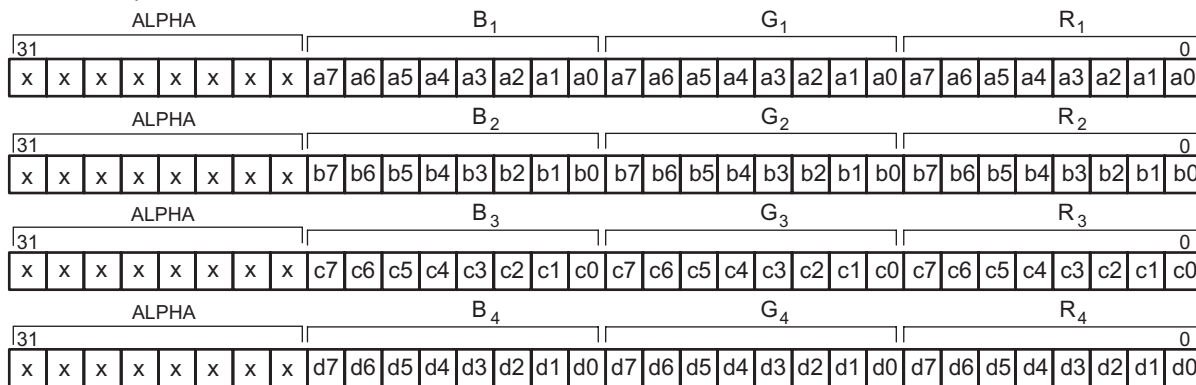 ALPHA B1 G1 R1
31 0
x x x x x x x x a7 a6 a5 a4 a3 a2 a1 a0 a7 a6 a5 a4 a3 a2 a1 a0 a7 a6 a5 a4 a3 a2 a1 a0
ALPHA B2 G2 R2
31 0
x x x x x x x x b7 b6 b5 b4 b3 b2 b1 b0 b7 b6 b5 b4 b3 b2 b1 b0 b7 b6 b5 b4 b3 b2 b1 b0
ALPHA B3 G3 R3
31 0
x x x x x x x x c7 c6 c5 c4 c3 c2 c1 c0 c7 c6 c5 c4 c3 c2 c1 c0 c7 c6 c5 c4 c3 c2 c1 c0
ALPHA B4 G4 R4
31 0
x x x x x x x x d7 d6 d5 d4 d3 d2 d1 d0 d7 d6 d5 d4 d3 d2 d1 d0 d7 d6 d5 d4 d3 d2 d1 d0